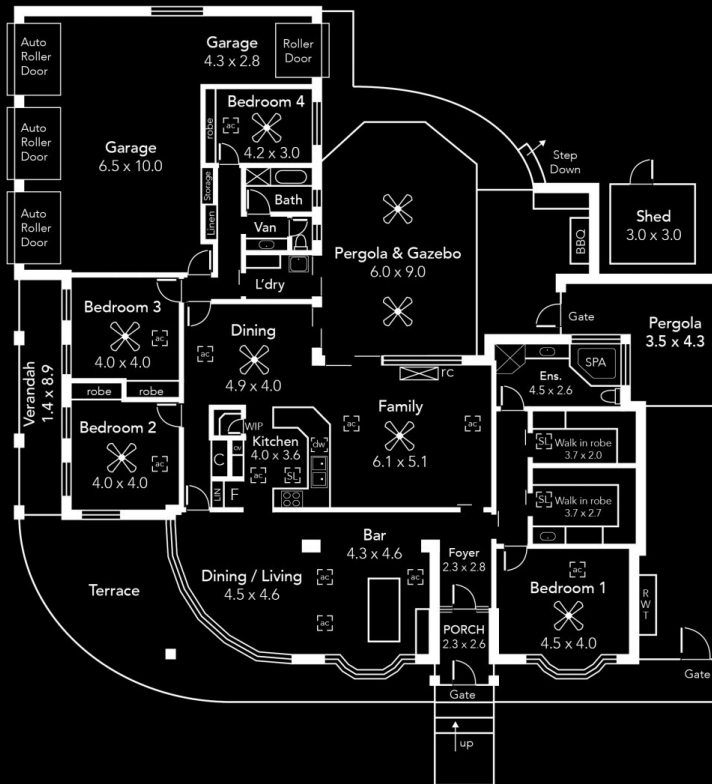 Auto
Roller
Door
Garage
4.3 x 2.8
Roller
Door
Auto
Roller
Door
Garage
6.5 x 10.0
Auto
Roller
Door
robe
ac
Bedroom 4
4.2 x 3.0
Storage
Linen
Bath
Van
L'dry
Step
Down
Shed
3.0 x 3.0
BBQ
Pergola & Gazebo
6.0 x 9.0
Gate
Pergola
3.5 x 4.3
Verandah
1.4 x 8.9
Bedroom 3
ac
4.0 x 4.0
robe
robe
Bedroom 2
4.0 x 4.0
ac
Dining
ac
4.9 x 4.0
WIP
Kitchen
4.0 x 3.6
dw
C
ov
ac
SL
LIN
F
rc
Family
ac
ac
6.1 x 5.1
Ens.
4.5 x 2.6
SPA
SL
Walk in robe
3.7 x 2.0
SL
Walk in robe
3.7 x 2.7
Terrace
Dining / Living
4.5 x 4.6
Bar
4.3 x 4.6
ac
ac
ac
Foyer
2.3 x 2.8
PORCH
2.3 x 2.6
Gate
up
ac
Bedroom 1
4.5 x 4.0
RWT
Gate